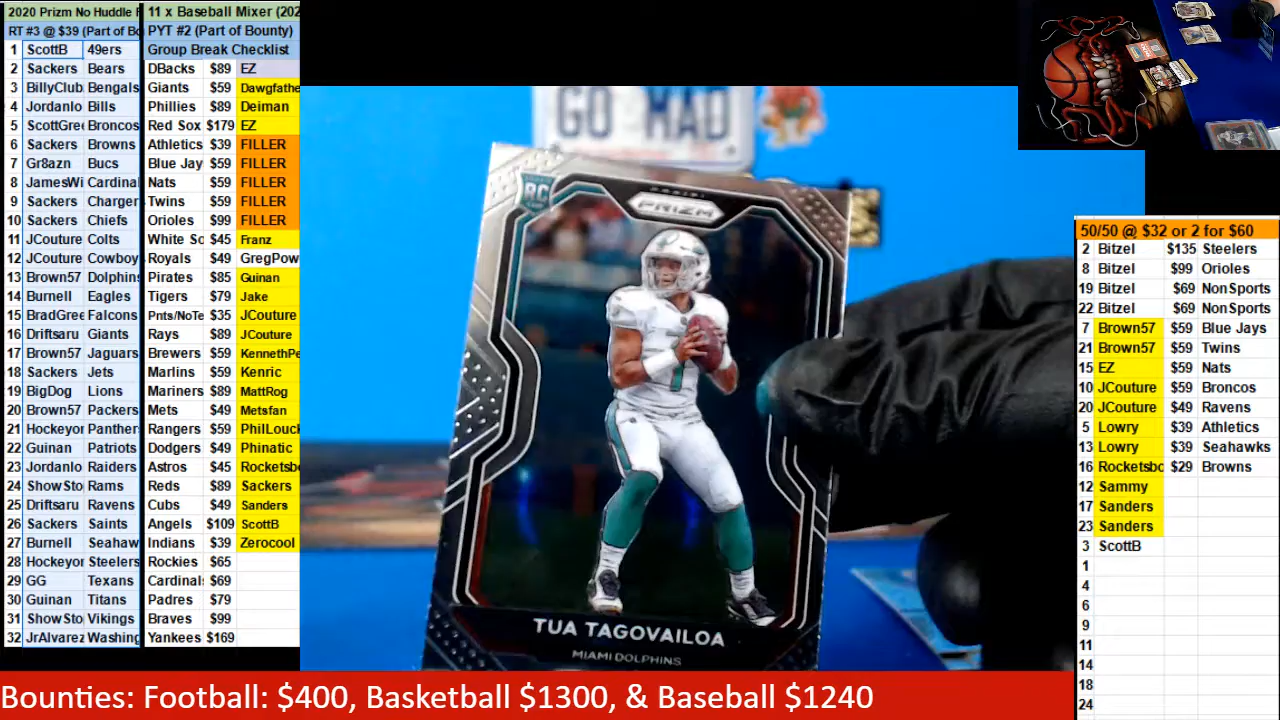 2020 Prizm No Huddle F
RT #3 @ $39 (Part of Bo
1 ScottB 49ers
2 Sackers Bears
3 BillyClub Bengals
4 Jordanlo Bills
5 ScottGree Broncos
6 Sackers Browns
7 Gr8azn Bucs
8 JamesWi Cardina
9 Sackers Charger
10 Sackers Chiefs
11 JCouture Colts
12 JCouture Cowboy
13 Brown57 Dolphin
14 Burnell Eagles
15 BradGree Falcons
16 Driftsaru Giants
17 Brown57 Jaguars
18 Sackers Jets
19 BigDog Lions
20 Brown57 Packers
21 Hockeyor Panther
22 Guinan Patriots
23 Jordanlo Raiders
24 ShowSto Rams
25 Driftsaru Ravens
26 Sackers Saints
27 Burnell Seahaw
28 Hockeyor Steelers
29 GG Texans
30 Guinan Titans
31 ShowSto Vikings
32 JrAlvarez Washing
11 x Baseball Mixer (202
PYT #2 (Part of Bounty)
Group Break Checklist
DBacks $89 EZ
Giants $59 Dawgfathe
Phillies $89 Deiman
Red Sox $179 EZ
Athletics $39 FILLER
Blue Jay $59 FILLER
Nats $59 FILLER
Twins $59 FILLER
Orioles $99 FILLER
White So $45 Franz
Royals $49 GregPow
Pirates $85 Guinan
Tigers $79 Jake
Pnts/NoTe $35 JCouture
Rays $89 JCouture
Brewers $59 KennethPe
Marlins $59 Kenric
Mariners $89 MattRog
Mets $49 Metsfan
Rangers $59 PhilLouck
Dodgers $49 Phinatic
Astros $45 Rocketsbo
Reds $89 Sackers
Cubs $49 Sanders
Angels $109 ScottB
Indians $39 Zerocool
Rockies $65
Cardinals $69
Padres $79
Braves $99
Yankees $169
GO MAD
RC
PANINI
PRIZM
TUA TAGOVAILOA
MIAMI DOLPHINS
50/50 @ $32 or 2 for $60
2 Bitzel $135 Steelers
8 Bitzel $99 Orioles
19 Bitzel $69 NonSports
22 Bitzel $69 NonSports
7 Brown57 $59 Blue Jays
21 Brown57 $59 Twins
15 EZ $59 Nats
10 JCouture $59 Broncos
20 JCouture $49 Ravens
5 Lowry $39 Athletics
13 Lowry $39 Seahawks
16 Rocketsbo $29 Browns
12 Sammy
17 Sanders
23 Sanders
3 ScottB
1
4
6
9
11
14
18
24
Bounties: Football: $400, Basketball $1300, & Baseball $1240